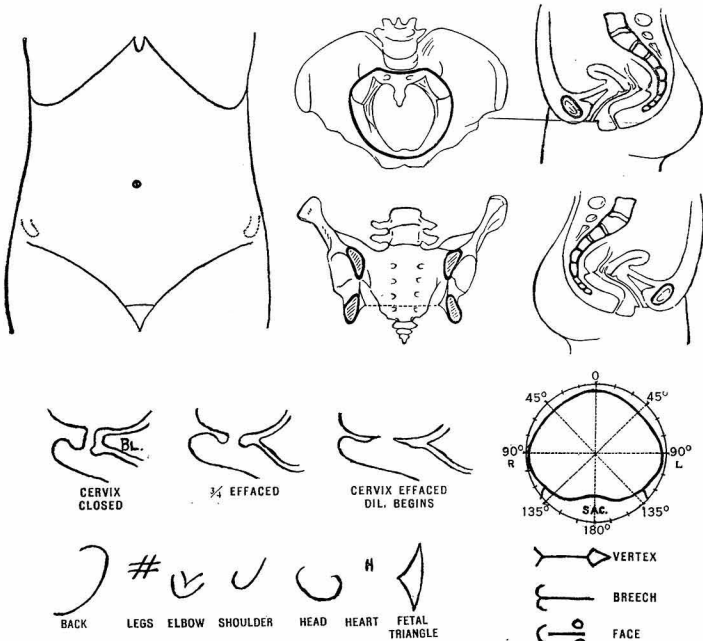 0
45° 45°
90° 90°
R L
135° SAC. 135°
180°
BL.
CERVIX CLOSED
¾ EFFACED
CERVIX EFFACED
DIL. BEGINS
VERTEX
BREECH
FACE
BACK LEGS ELBOW SHOULDER HEAD HEART FETAL
TRIANGLE